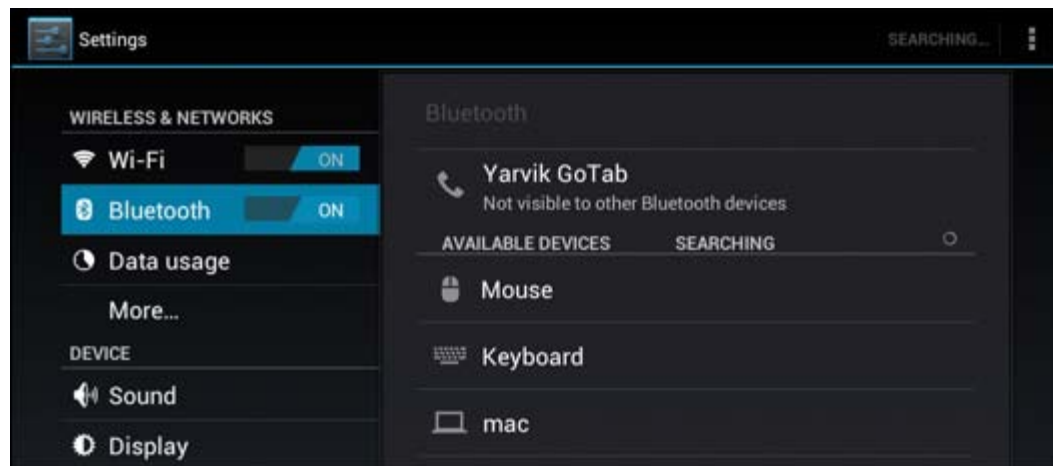 Settings
SEARCHING...
WIRELESS & NETWORKS
Wi-Fi ON
Bluetooth ON
Data usage
More...
DEVICE
Sound
Display
Bluetooth
Yarvik GoTab
Not visible to other Bluetooth devices
AVAILABLE DEVICES SEARCHING
Mouse
Keyboard
mac